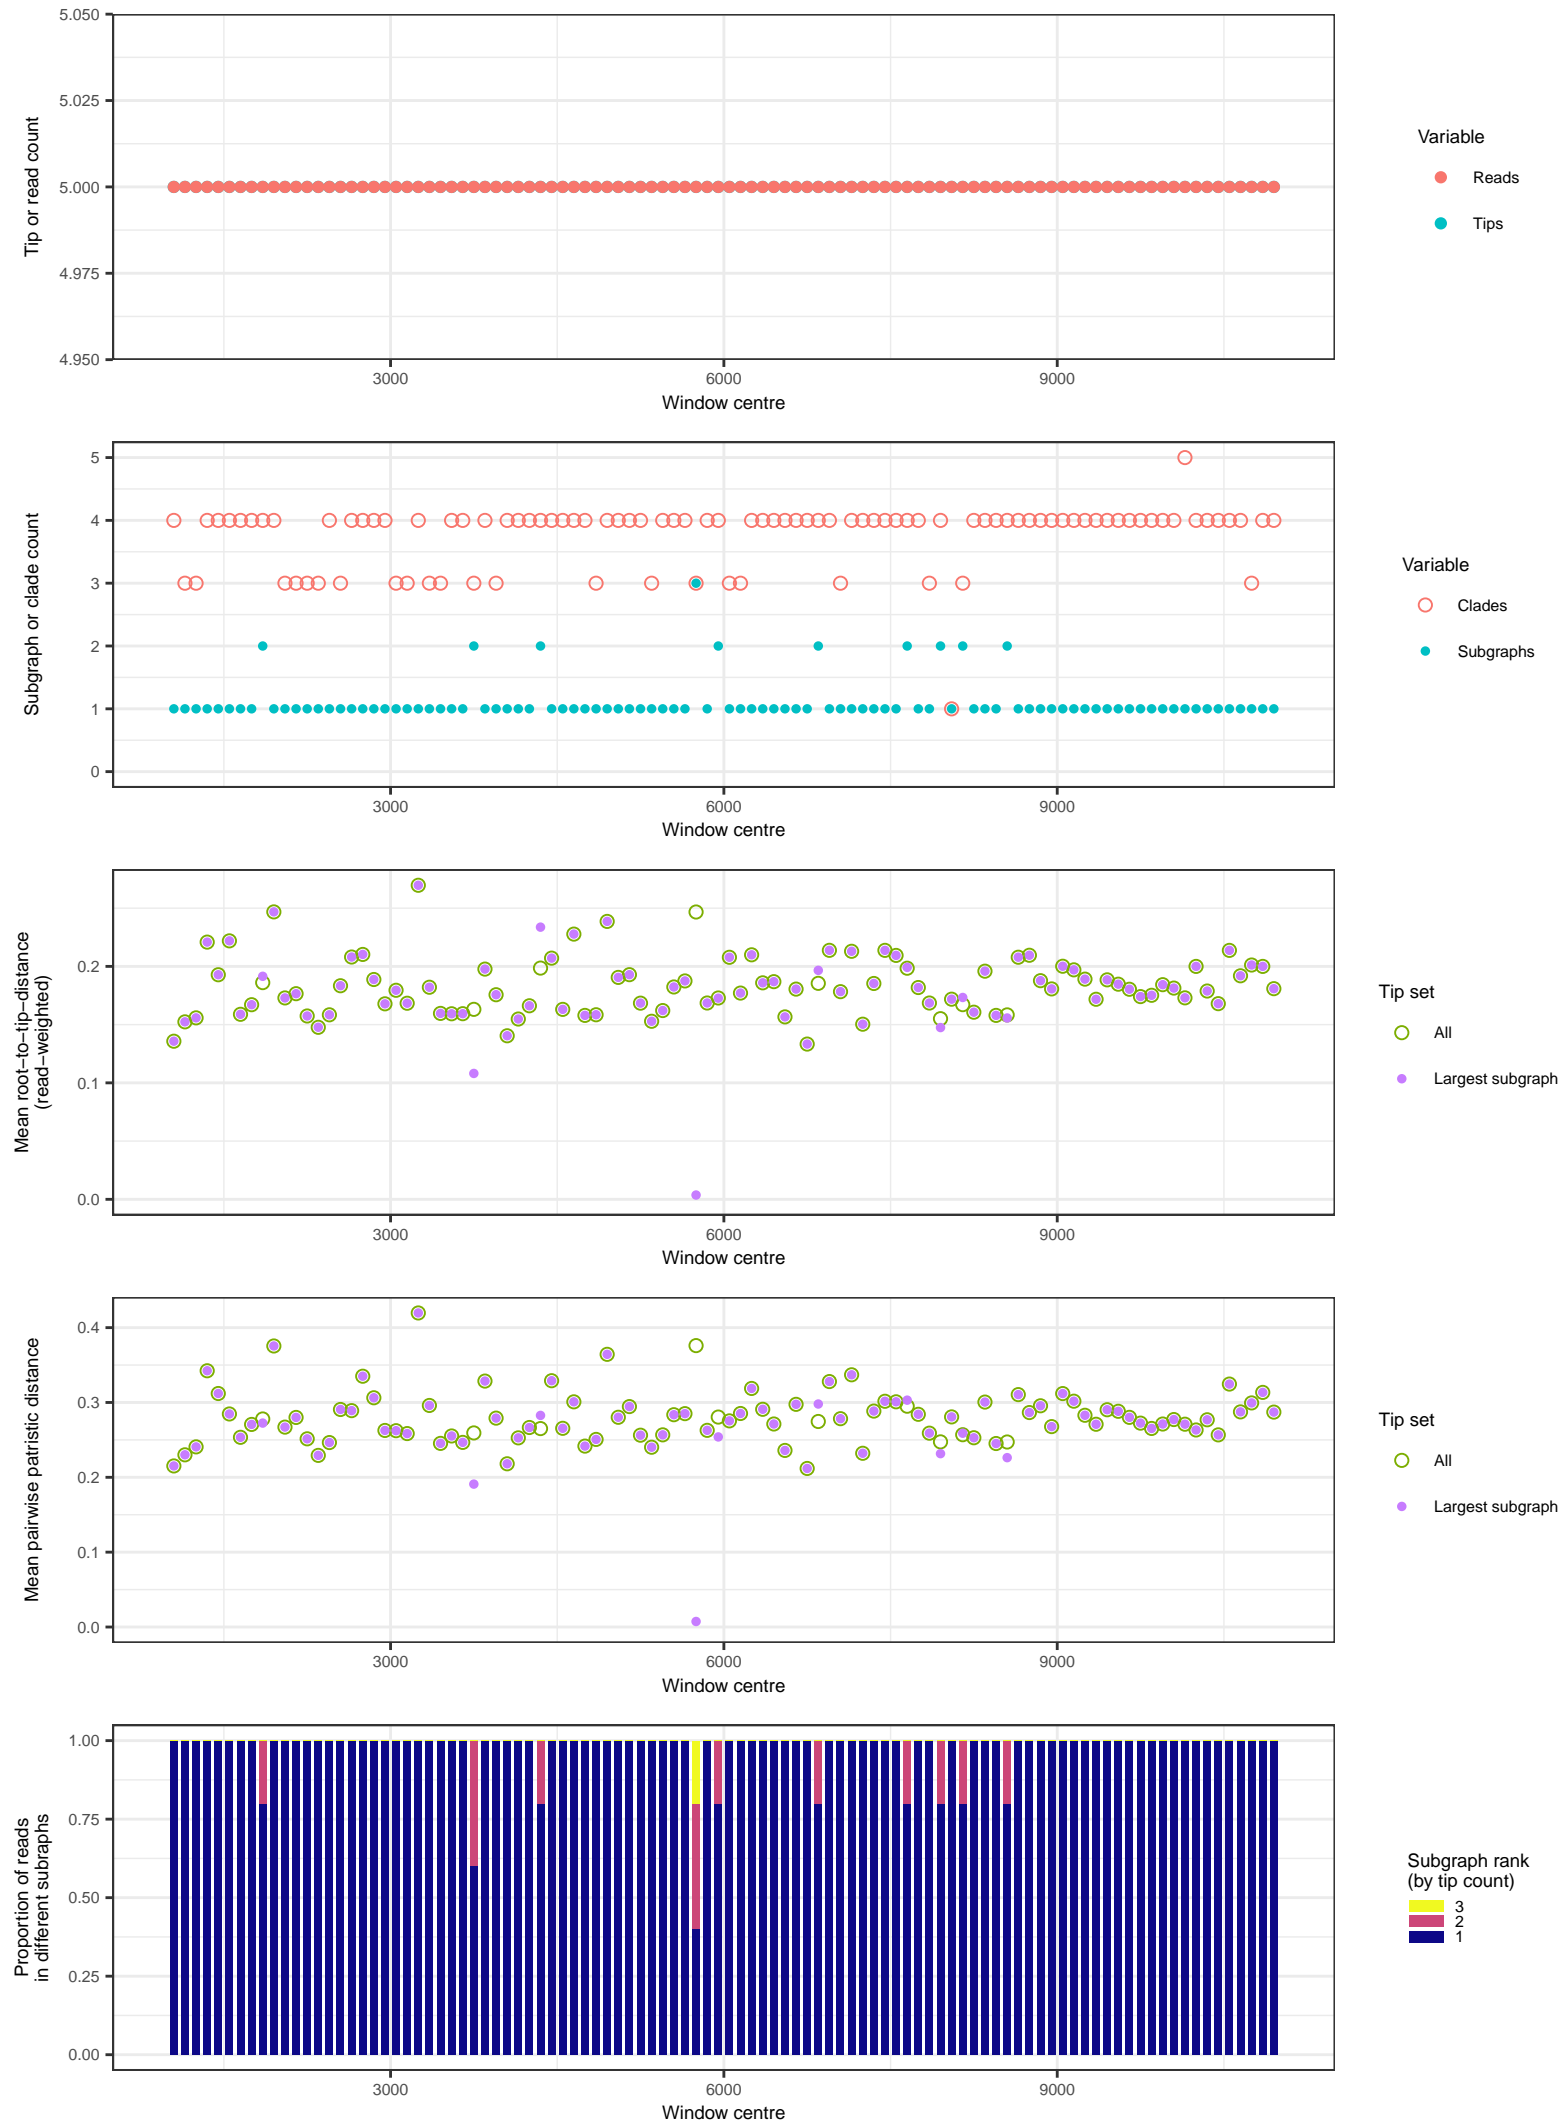 5.050
5.025
5.000
4.975
4.950
Tip or read count
3000
6000
9000
Window centre
Variable
Reads
Tips
5
4
3
2
1
0
Subgraph or clade count
3000
6000
9000
Window centre
Variable
Clades
Subgraphs
0.2
0.1
0.0
Mean root−to−tip−distance
(read−weighted)
3000
6000
9000
Window centre
Tip set
All
Largest subgraph
0.4
0.3
0.2
0.1
0.0
Mean pairwise patristic distance
3000
6000
9000
Window centre
Tip set
All
Largest subgraph
1.00
0.75
0.50
0.25
0.00
Proportion of reads
in different subraphs
3000
6000
9000
Window centre
Subgraph rank
(by tip count)
3
2
1